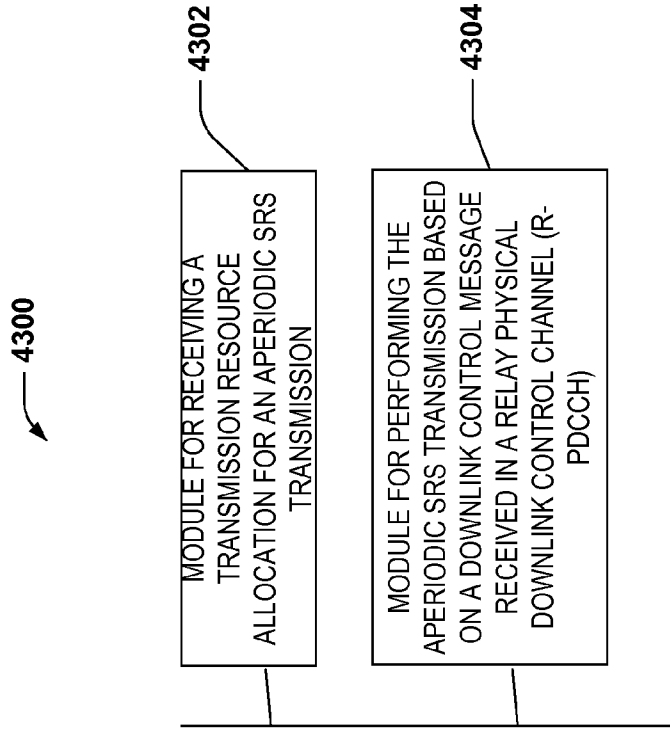 4300
MODULE FOR RECEIVING A
TRANSMISSION RESOURCE
ALLOCATION FOR AN APERIODIC SRS
TRANSMISSION
4302
MODULE FOR PERFORMING THE
APERIODIC SRS TRANSMISSION BASED
ON A DOWNLINK CONTROL MESSAGE
RECEIVED IN A RELAY PHYSICAL
DOWNLINK CONTROL CHANNEL (R-
PDCCH)
4304